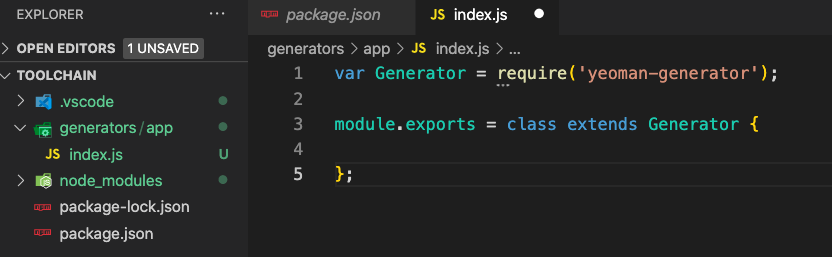 EXPLORER
OPEN EDITORS 1 UNSAVED
TOOLCHAIN
.vscode
generators / app
JS index.js U
node_modules
package-lock.json
package.json
package.json JS index.js
generators > app > JS index.js > ...
1 var Generator = require('yeoman-generator');
2
3 module.exports = class extends Generator {
4
5 };